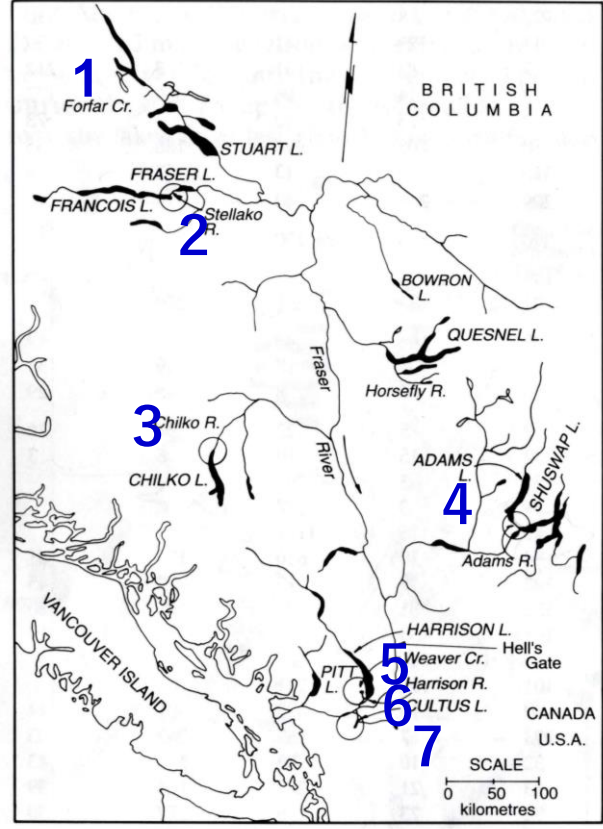 1
Forfar Cr.
BRITISH
COLUMBIA
STUART L.
FRASER L.
FRANCOIS L.
Stellako
R.
2
BOWRON
L.
QUESNEL L.
Fraser
Horsefly R.
3
Chilko R.
River
ADAMS
L.
SHUSWAP L.
CHILKO L.
4
Adams R.
VANCOUVER ISLAND
HARRISON L.
Hell's
Gate
5
Weaver Cr.
PITT
L.
Harrison R.
6
CULTUS L.
7
CANADA
U.S.A.
SCALE
0 50 100
kilometres